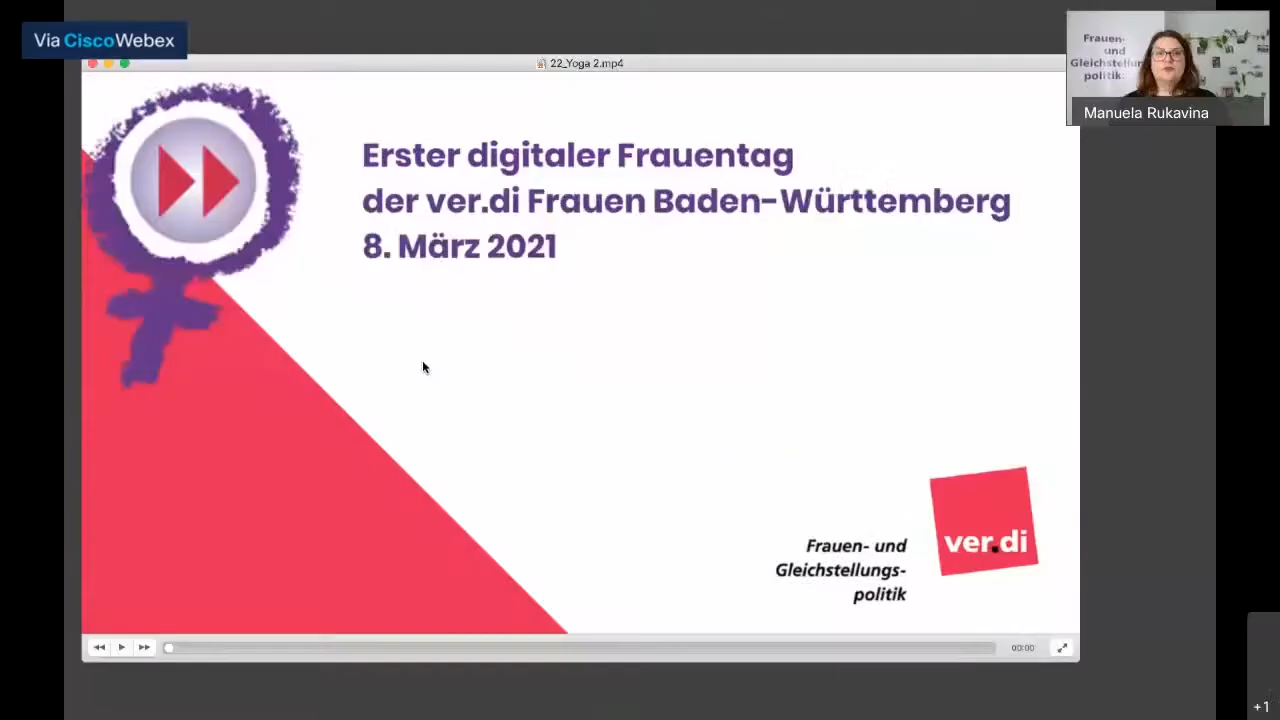 Via CiscoWebex
22_Yoga 2.mp4
Frauen-
und
Gleichstellun
politik:
Manuela Rukavina
Erster digitaler Frauentag
der ver.di Frauen Baden-Württemberg
8. März 2021
Frauen- und
Gleichstellungs-
politik
ver.di
00:00
+1